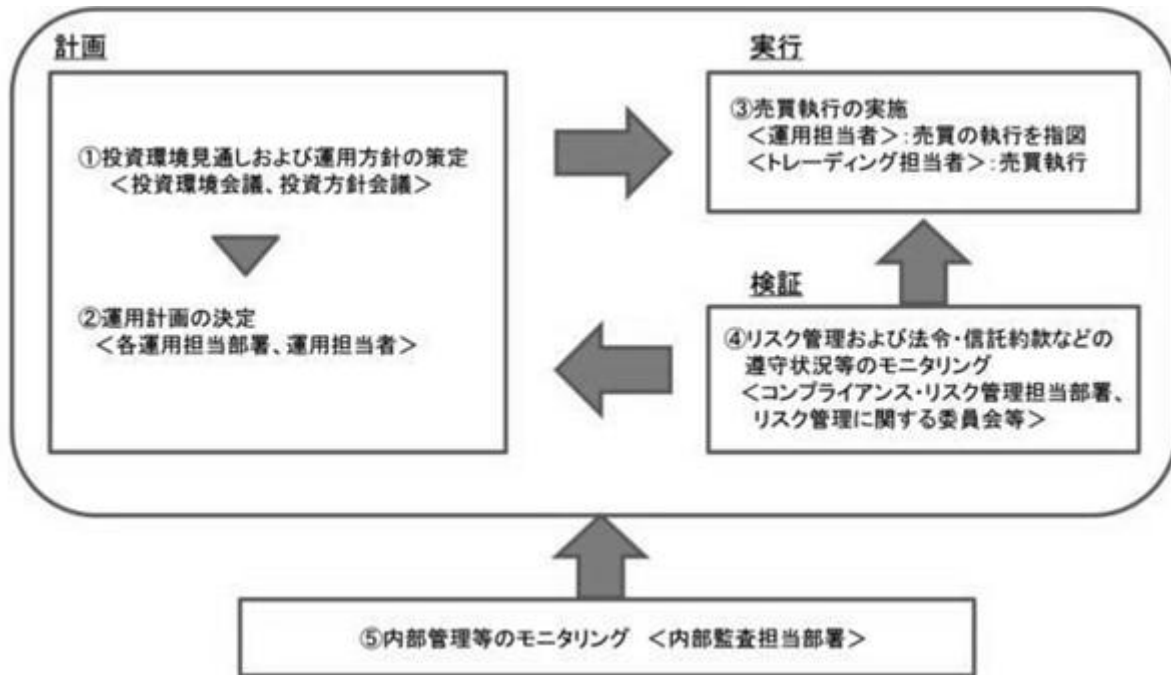 計画
①投資環境見通しおよび運用方針の策定
＜投資環境会議、投資方針会議＞
②運用計画の決定
＜各運用担当部署、運用担当者＞
実行
③売買執行の実施
＜運用担当者＞：売買の執行を指図
＜トレーディング担当者＞：売買執行
検証
④リスク管理および法令・信託約款などの
遵守状況等のモニタリング
＜コンプライアンス・リスク管理担当部署、
リスク管理に関する委員会等＞
⑤内部管理等のモニタリング ＜内部監査担当部署＞